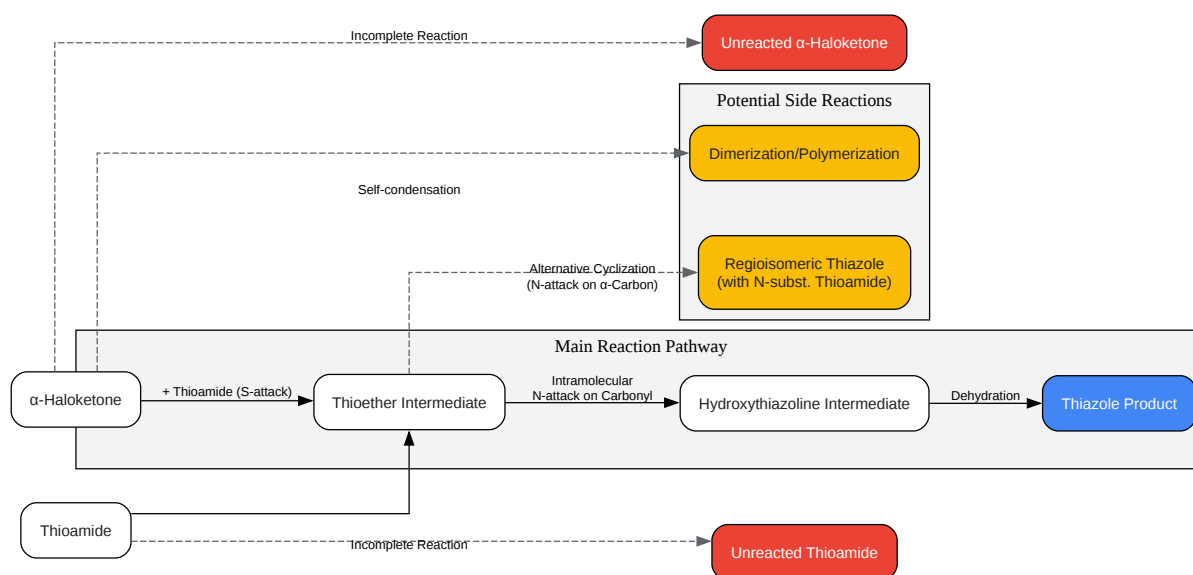 Incomplete Reaction
Unreacted α-Haloketone
Potential Side Reactions
Dimerization/Polymerization
Self-condensation
Alternative Cyclization
(N-attack on α-Carbon)
Regioisomeric Thiazole
(with N-subst. Thioamide)
Main Reaction Pathway
α-Haloketone
+ Thioamide (S-attack)
Thioether Intermediate
Intramolecular
N-attack on Carbonyl
Hydroxythiazoline Intermediate
Dehydration
Thiazole Product
Thioamide
Incomplete Reaction
Unreacted Thioamide